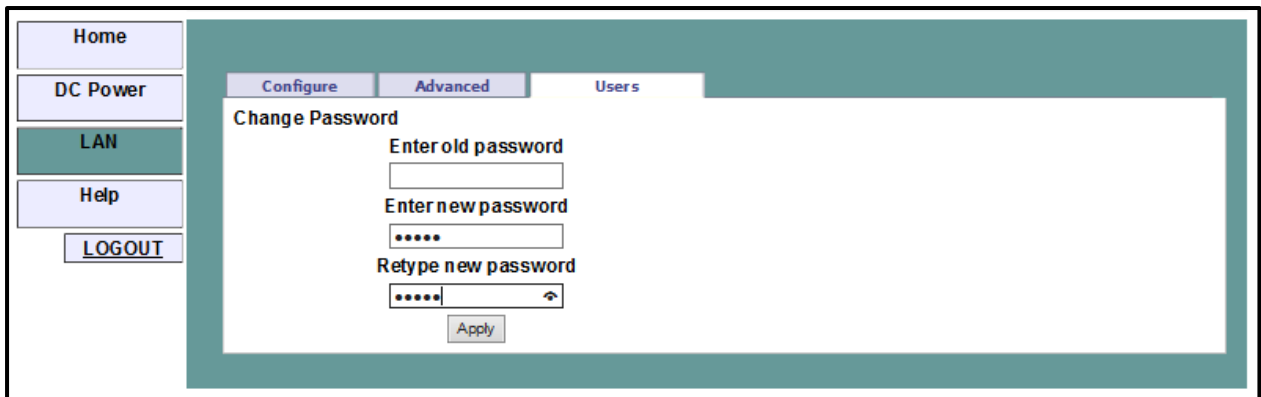 Home
DC Power
LAN
Help
LOGOUT
Configure Advanced Users
Change Password
Enter old password
Enter new password
•••••
Retype new password
•••••
Apply